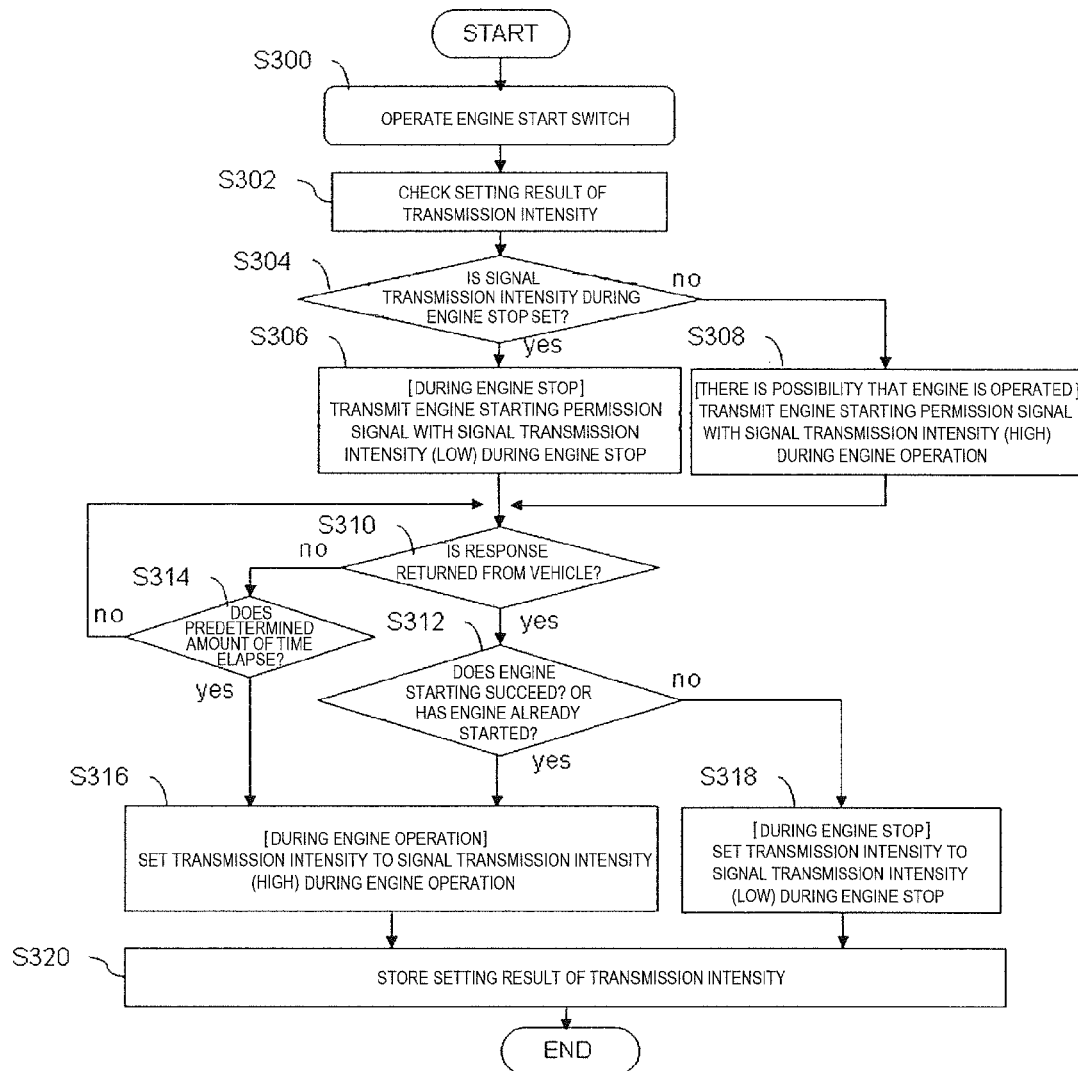 START
S300
OPERATE ENGINE START SWITCH
S302
CHECK SETTING RESULT OF
TRANSMISSION INTENSITY
S304
IS SIGNAL
TRANSMISSION INTENSITY DURING
ENGINE STOP SET?
no
yes
S306
[DURING ENGINE STOP]
TRANSMIT ENGINE STARTING PERMISSION
SIGNAL WITH SIGNAL TRANSMISSION
INTENSITY (LOW) DURING ENGINE STOP
S308
[THERE IS POSSIBILITY THAT ENGINE IS OPERATED]
TRANSMIT ENGINE STARTING PERMISSION SIGNAL
WITH SIGNAL TRANSMISSION INTENSITY (HIGH)
DURING ENGINE OPERATION
S310
IS RESPONSE
RETURNED FROM VEHICLE?
no
yes
S314
DOES
PREDETERMINED
AMOUNT OF TIME
ELAPSE?
no
yes
S312
DOES ENGINE
STARTING SUCCEED? OR
HAS ENGINE ALREADY
STARTED?
no
yes
S316
[DURING ENGINE OPERATION]
SET TRANSMISSION INTENSITY TO SIGNAL TRANSMISSION INTENSITY
(HIGH) DURING ENGINE OPERATION
S318
[DURING ENGINE STOP]
SET TRANSMISSION INTENSITY TO
SIGNAL TRANSMISSION INTENSITY
(LOW) DURING ENGINE STOP
S320
STORE SETTING RESULT OF TRANSMISSION INTENSITY
END